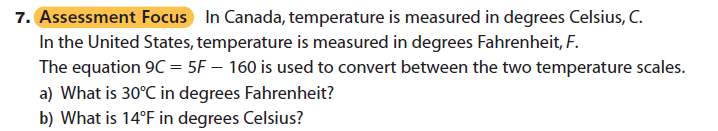 7. Assessment Focus In Canada, temperature is measured in degrees Celsius, C.
In the United States, temperature is measured in degrees Fahrenheit, F.
The equation 9C = 5F − 160 is used to convert between the two temperature scales.
a) What is 30°C in degrees Fahrenheit?
b) What is 14°F in degrees Celsius?